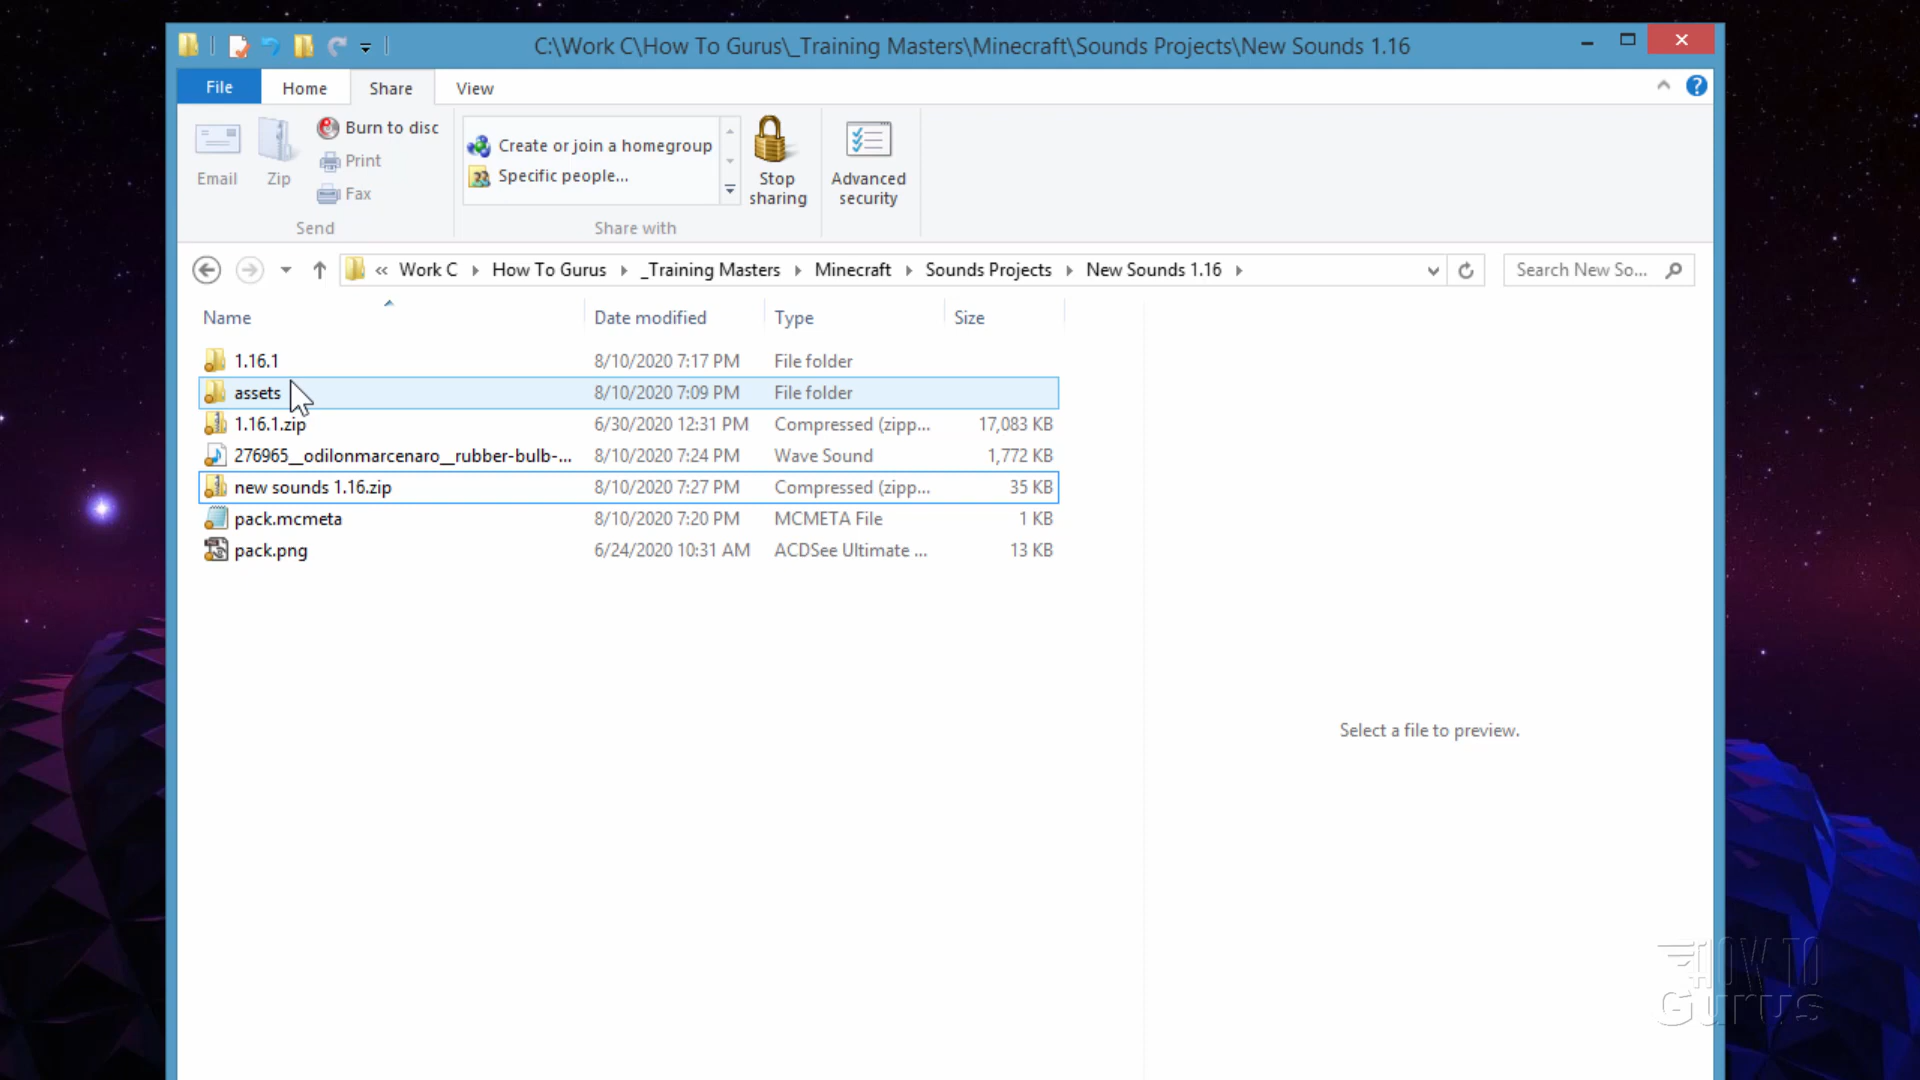 C:\Work C\How To Gurus\_Training Masters\Minecraft\Sounds Projects\New Sounds 1.16
File Home Share View
Email Zip Burn to disc
Print
Fax
Send
Create or join a homegroup
Specific people...
Share with
Stop sharing
Advanced security
« Work C How To Gurus _Training Masters Minecraft Sounds Projects New Sounds 1.16
Search New So...
Name Date modified Type Size
1.16.1 8/10/2020 7:17 PM File folder
assets 8/10/2020 7:09 PM File folder
1.16.1.zip 6/30/2020 12:31 PM Compressed (zipp... 17,083 KB
276965__odilonmarcenaro__rubber-bulb-... 8/10/2020 7:24 PM Wave Sound 1,772 KB
new sounds 1.16.zip 8/10/2020 7:27 PM Compressed (zipp... 35 KB
pack.mcmeta 8/10/2020 7:20 PM MCMETA File 1 KB
pack.png 6/24/2020 10:31 AM ACDSee Ultimate ... 13 KB
Select a file to preview.
HOW TO
GURUS